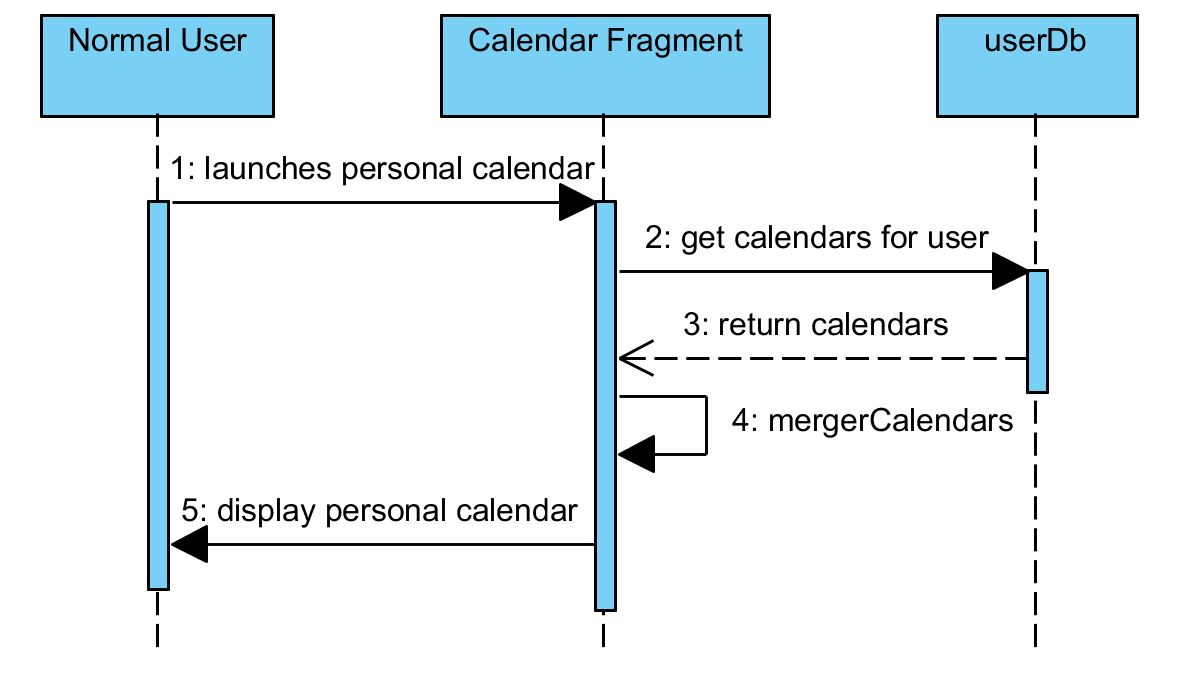 Normal User
Calendar Fragment
userDb
1: launches personal calendar
2: get calendars for user
3: return calendars
4: mergerCalendars
5: display personal calendar